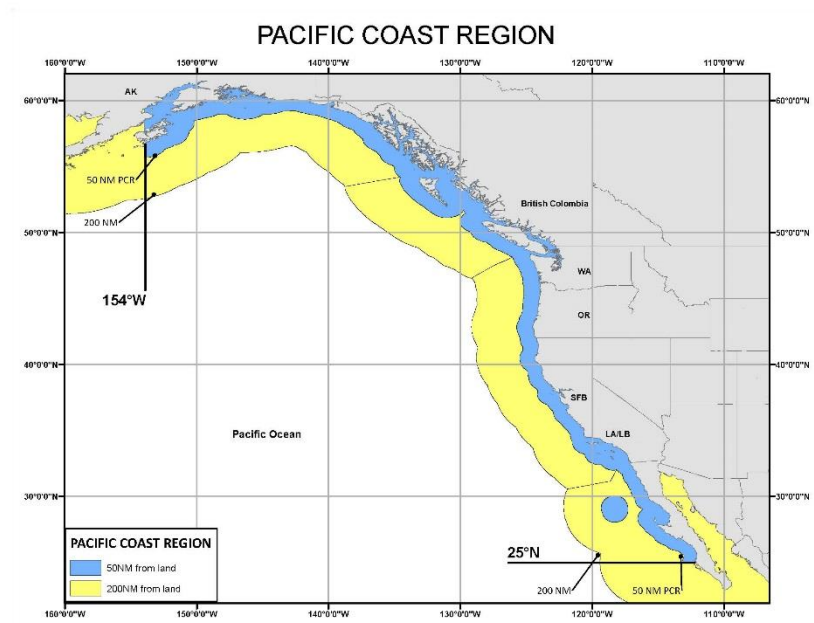 PACIFIC COAST REGION
160°0'0"W 150°0'0"W 140°0'0"W 130°0'0"W 120°0'0"W 110°0'0"W
AK
60°0'0"N 60°0'0"N
50 NM PCR
200 NM
British Colombia
50°0'0"N 50°0'0"N
WA
154°W
OR
40°0'0"N 40°0'0"N
SFB
Pacific Ocean
LA/LB
30°0'0"N 30°0'0"N
PACIFIC COAST REGION
50NM from land
200NM from land
25°N
200 NM
50 NM PCR
160°0'0"W 150°0'0"W 140°0'0"W 130°0'0"W 120°0'0"W 110°0'0"W